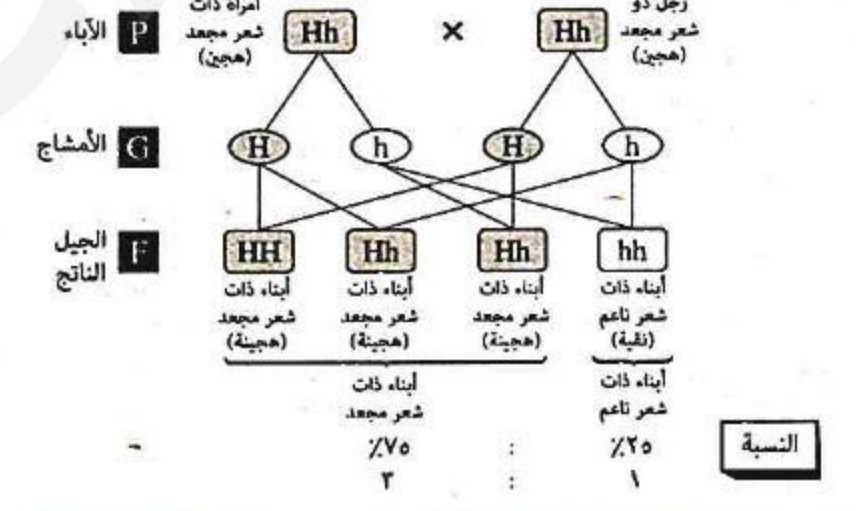 رجل ذو
شعر مجعد
(هجين)
Hh
×
Hh
امرأة ذات
شعر مجعد
(هجين)
P الآباء
h
H
h
H
G الأمشاج
hh
Hh
Hh
HH
F الجيل
الناتج
أبناء ذات
شعر ناعم
(نقية)
أبناء ذات
شعر مجعد
(هجينة)
أبناء ذات
شعر مجعد
(هجينة)
أبناء ذات
شعر مجعد
(هجينة)
أبناء ذات
شعر ناعم
أبناء ذات
شعر مجعد
النسبة
٢٥٪ : ٧٥٪
١ : ٣